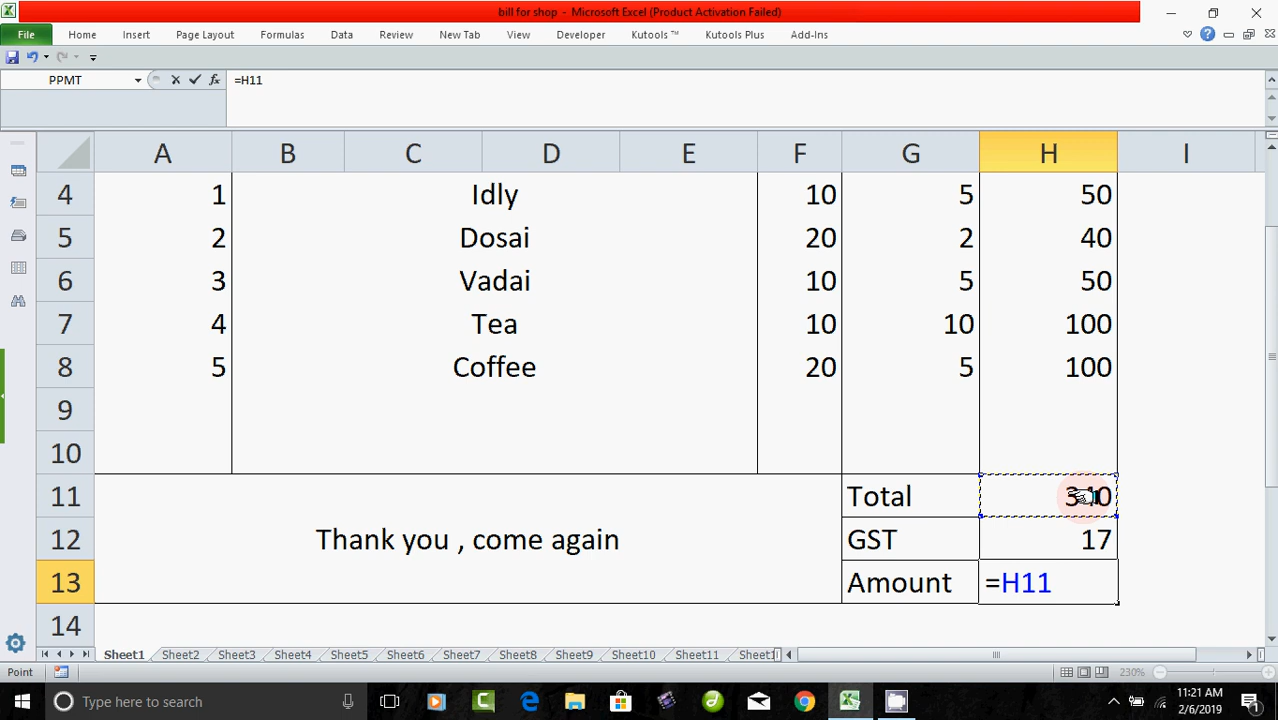 bill for shop - Microsoft Excel (Product Activation Failed)
File Home Insert Page Layout Formulas Data Review New Tab View Developer Kutools ™ Kutools Plus Add-Ins
PPMT fx =H11
A B C D E F G H I
4 1 Idly 10 5 50
5 2 Dosai 20 2 40
6 3 Vadai 10 5 50
7 4 Tea 10 10 100
8 5 Coffee 20 5 100
9
10
11 Total 340
12 Thank you , come again GST 17
13 Amount =H11
14
Sheet1 Sheet2 Sheet3 Sheet4 Sheet5 Sheet6 Sheet7 Sheet8 Sheet9 Sheet10 Sheet11 Sheet1
Point 230%
Type here to search 11:21 AM
2/6/2019